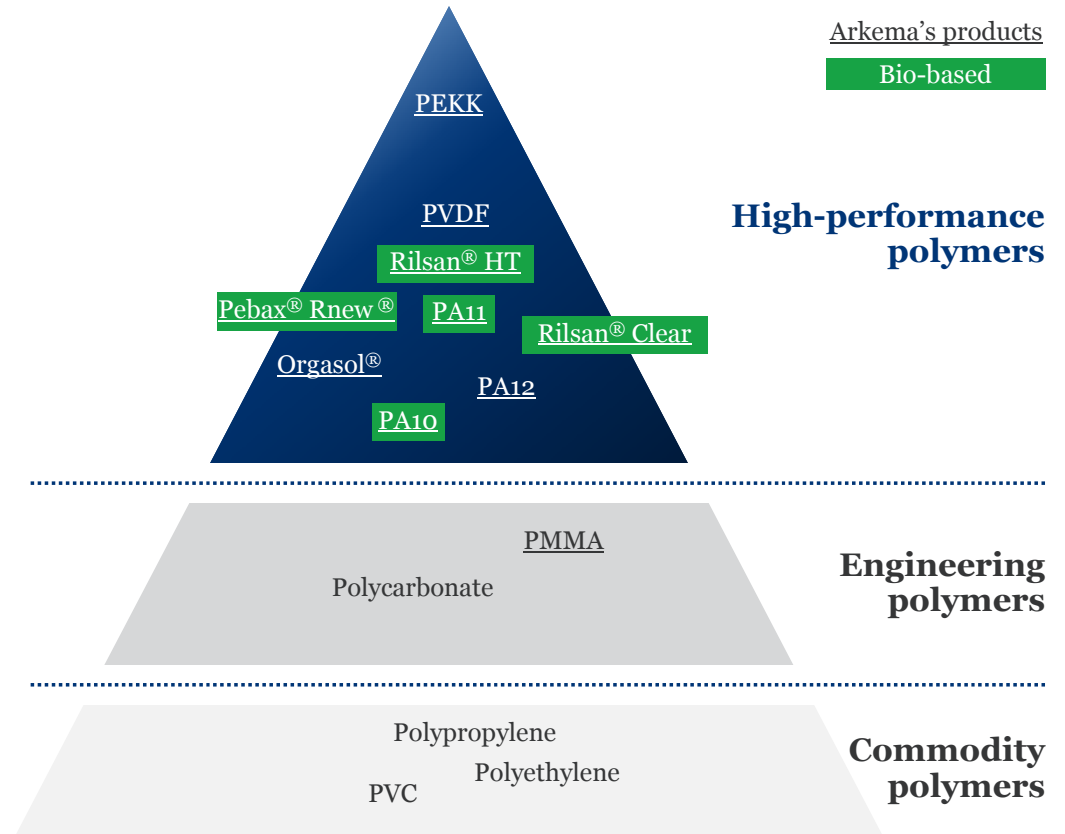 Arkema’s products
Bio-based
PEKK
High-performance
polymers
PVDF
Rilsan® HT
Pebax® Rnew ®
PA11
Rilsan® Clear
Orgasol®
PA12
PA10
PMMA
Polycarbonate
Engineering
polymers
Polypropylene
Polyethylene
PVC
Commodity
polymers